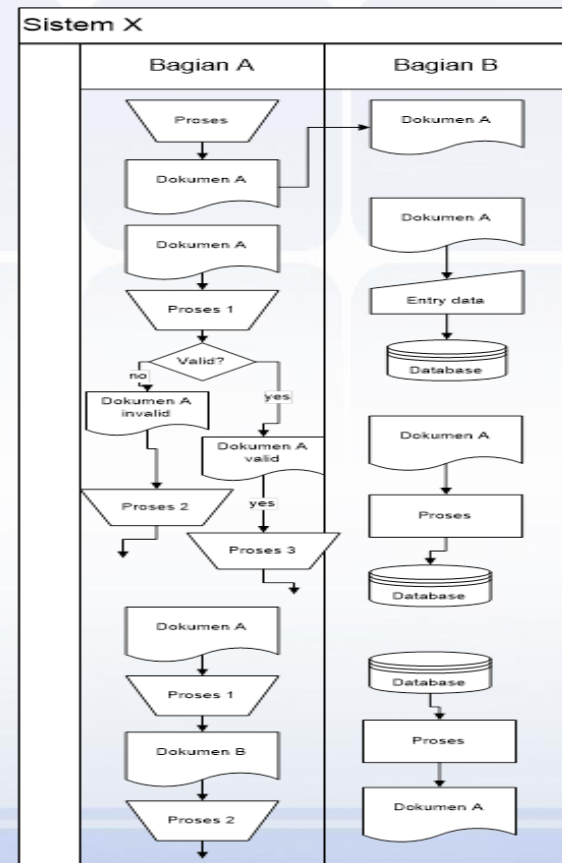 Sistem X
Bagian A
Bagian B
Proses
Dokumen A
Dokumen A
Proses 1
Valid?
no
yes
Dokumen A
invalid
Dokumen A
valid
Proses 2
yes
Proses 3
Dokumen A
Proses 1
Dokumen B
Proses 2
Dokumen A
Dokumen A
Entry data
Database
Dokumen A
Proses
Database
Database
Proses
Dokumen A